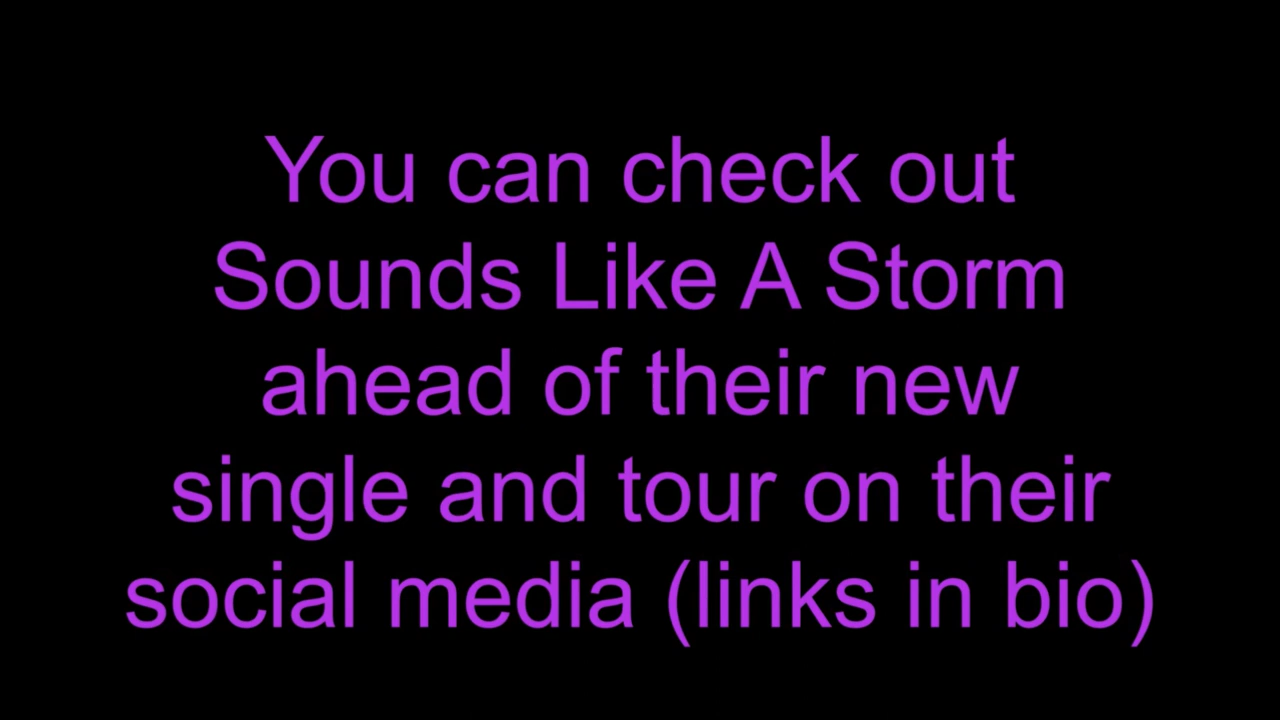 You can check out
Sounds Like A Storm
ahead of their new
single and tour on their
social media (links in bio)